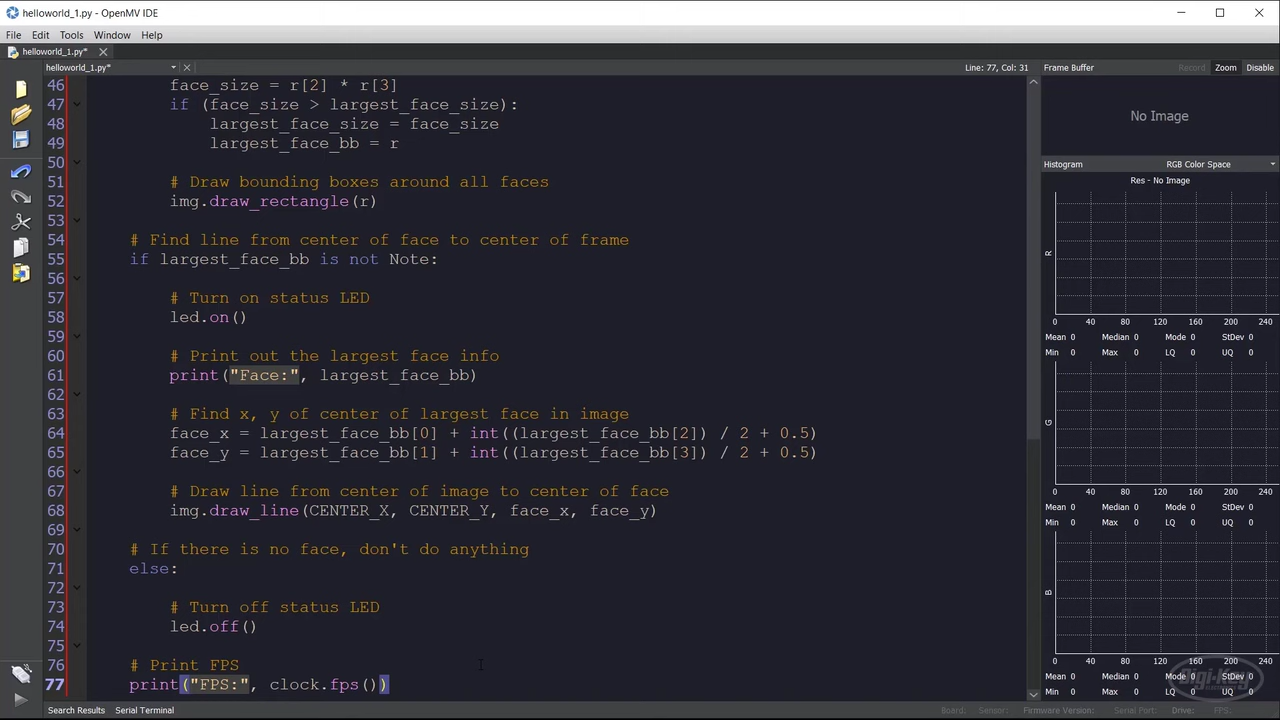 helloworld_1.py - OpenMV IDE
File Edit Tools Window Help
helloworld_1.py*
helloworld_1.py* Line: 77, Col: 31 Frame Buffer Record Zoom Disable
46 face_size = r[2] * r[3]
47 if (face_size > largest_face_size):
48 largest_face_size = face_size
49 largest_face_bb = r
50
51 # Draw bounding boxes around all faces
52 img.draw_rectangle(r)
53
54 # Find line from center of face to center of frame
55 if largest_face_bb is not Note:
56
57 # Turn on status LED
58 led.on()
59
60 # Print out the largest face info
61 print("Face:", largest_face_bb)
62
63 # Find x, y of center of largest face in image
64 face_x = largest_face_bb[0] + int((largest_face_bb[2]) / 2 + 0.5)
65 face_y = largest_face_bb[1] + int((largest_face_bb[3]) / 2 + 0.5)
66
67 # Draw line from center of image to center of face
68 img.draw_line(CENTER_X, CENTER_Y, face_x, face_y)
69
70 # If there is no face, don't do anything
71 else:
72
73 # Turn off status LED
74 led.off()
75
76 # Print FPS
77 print("FPS:", clock.fps())
No Image
Histogram RGB Color Space
Res - No Image
R
0 40 80 120 160 200 240
Mean 0 Median 0 Mode 0 StDev 0
Min 0 Max 0 LQ 0 UQ 0
G
0 40 80 120 160 200 240
Mean 0 Median 0 Mode 0 StDev 0
Min 0 Max 0 LQ 0 UQ 0
B
0 40 80 120 160 200 240
Mean 0 Median 0 Mode 0 StDev 0
Min 0 Max 0 LQ 0 UQ 0
Digi-Key
Search Results Serial Terminal Board: Sensor: Firmware Version: Serial Port: Drive: FPS: